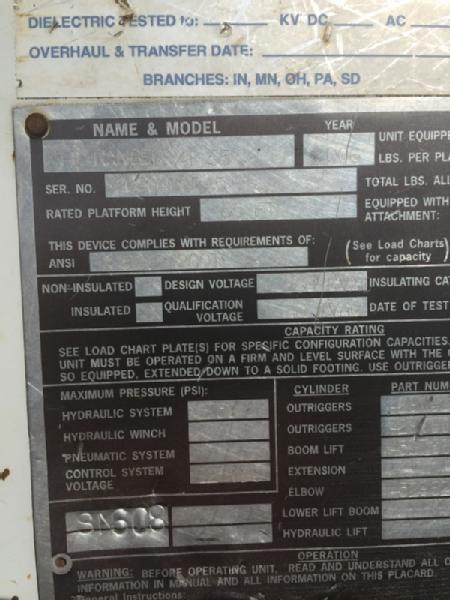 DIELECTRIC TESTED to: KV DC AC
OVERHAUL & TRANSFER DATE:
BRANCHES: IN, MN, OH, PA, SD
NAME & MODEL YEAR
UNIT EQUIPPE
LBS. PER PL
SER. NO. TOTAL LBS. ALL
RATED PLATFORM HEIGHT EQUIPPED WITH
ATTACHMENT:
THIS DEVICE COMPLIES WITH REQUIREMENTS OF: (See Load Charts
ANSI for capacity)
NON-INSULATED DESIGN VOLTAGE INSULATING CA
INSULATED QUALIFICATION VOLTAGE DATE OF TEST
CAPACITY RATING
SEE LOAD CHART PLATE(S) FOR SPECIFIC CONFIGURATION CAPACITIES.
UNIT MUST BE OPERATED ON A FIRM AND LEVEL SURFACE WITH THE
SO EQUIPPED, EXTENDED DOWN TO A SOLID FOOTING. USE OUTRIGGE
MAXIMUM PRESSURE (PSI): CYLINDER PART NUM
HYDRAULIC SYSTEM OUTRIGGERS
HYDRAULIC WINCH OUTRIGGERS
PNEUMATIC SYSTEM BOOM LIFT
CONTROL SYSTEM VOLTAGE EXTENSION
ELBOW
SN608 LOWER LIFT BOOM
HYDRAULIC LIFT
OPERATION
WARNING: BEFORE OPERATING UNIT, READ AND UNDERSTAND ALL O
INFORMATION IN MANUAL AND ALL INFORMATION ON THIS PLACARD.
General Instructions